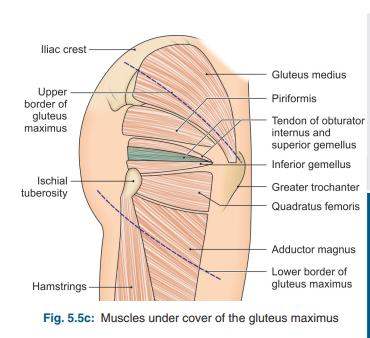 Iliac crest
Upper
border of
gluteus
maximus
Ischial
tuberosity
Hamstrings
Gluteus medius
Piriformis
Tendon of obturator
internus and
superior gemellus
Inferior gemellus
Greater trochanter
Quadratus femoris
Adductor magnus
Lower border of
gluteus maximus
Fig. 5.5c: Muscles under cover of the gluteus maximus